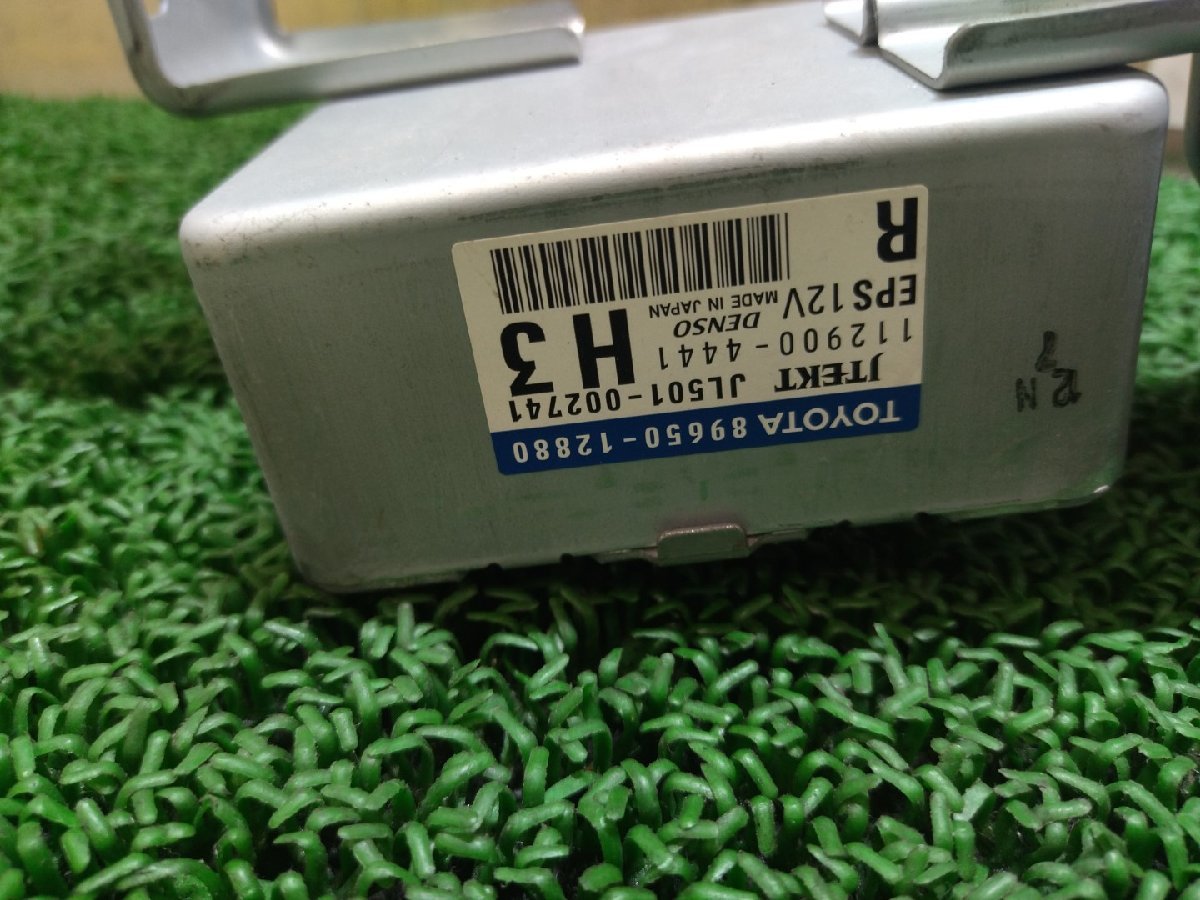 TOYOTA 89650-12880
JTEKT JL501-002741
112900-4441
H3
EPS12V
DENSO
MADE IN JAPAN
R